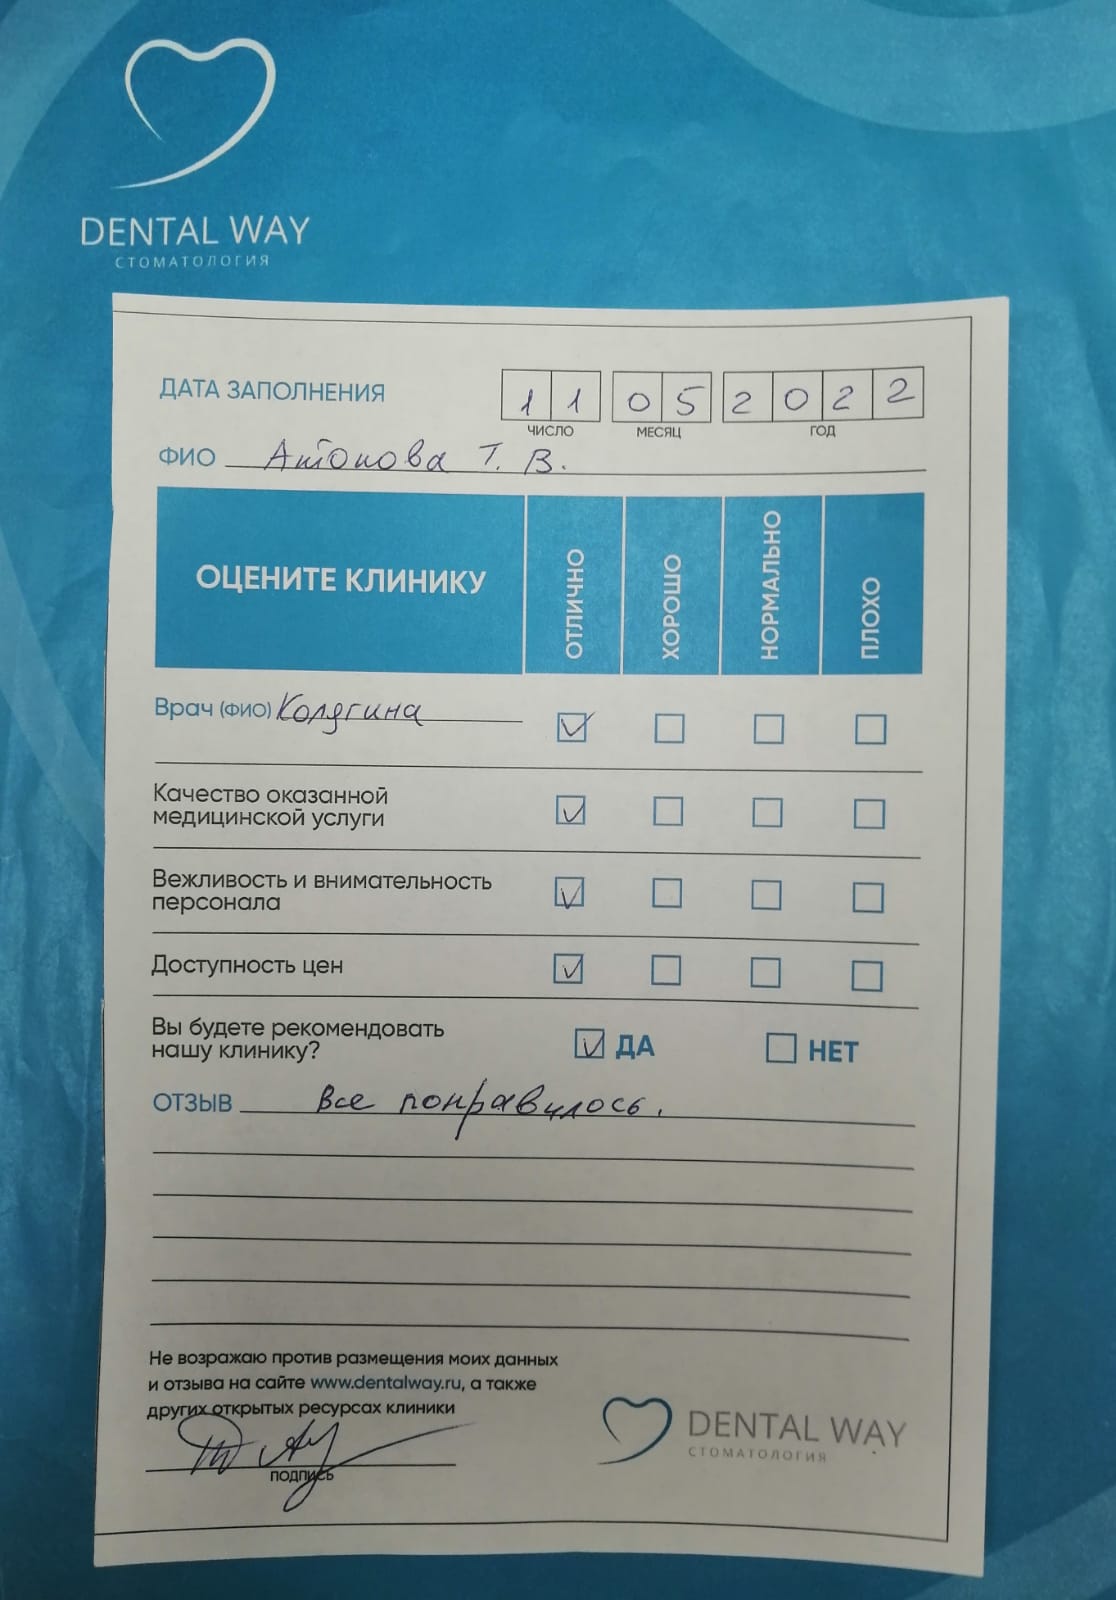 DENTAL WAY
СТОМАТОЛОГИЯ
ДАТА ЗАПОЛНЕНИЯ 11 05 2022
ЧИСЛО МЕСЯЦ ГОД
ФИО Антонова Т. В.
ОЦЕНИТЕ КЛИНИКУ ОТЛИЧНО ХОРОШО НОРМАЛЬНО ПЛОХО
Врач (ФИО) Колягина
Качество оказанной
медицинской услуги
Вежливость и внимательность
персонала
Доступность цен
Вы будете рекомендовать
нашу клинику? ДА НЕТ
ОТЗЫВ Все понравилось.
Не возражаю против размещения моих данных
и отзыва на сайте www.dentalway.ru, а также
других открытых ресурсах клиники
ПОДПИСЬ
DENTAL WAY
СТОМАТОЛОГИЯ